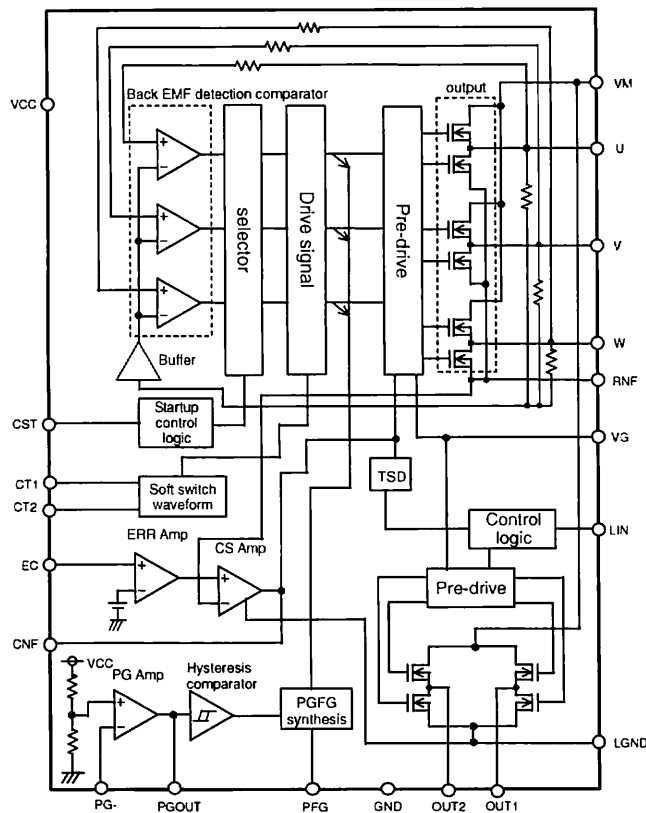 output
VM
VCC
Back EMF detection comparator
U
selector
Drive signal
Pre-drive
V
W
Buffer
RNF
CST
Startup
control
logic
VG
CT1
CT2
Soft switch
waveform
TSD
Control
logic
LIN
ERR Amp
CS Amp
EC
Pre-drive
CNF
VCC
PG Amp
Hysteresis
comparator
PGFG
synthesis
LGND
PG-
PGOUT
PFG
GND
OUT2
OUT1